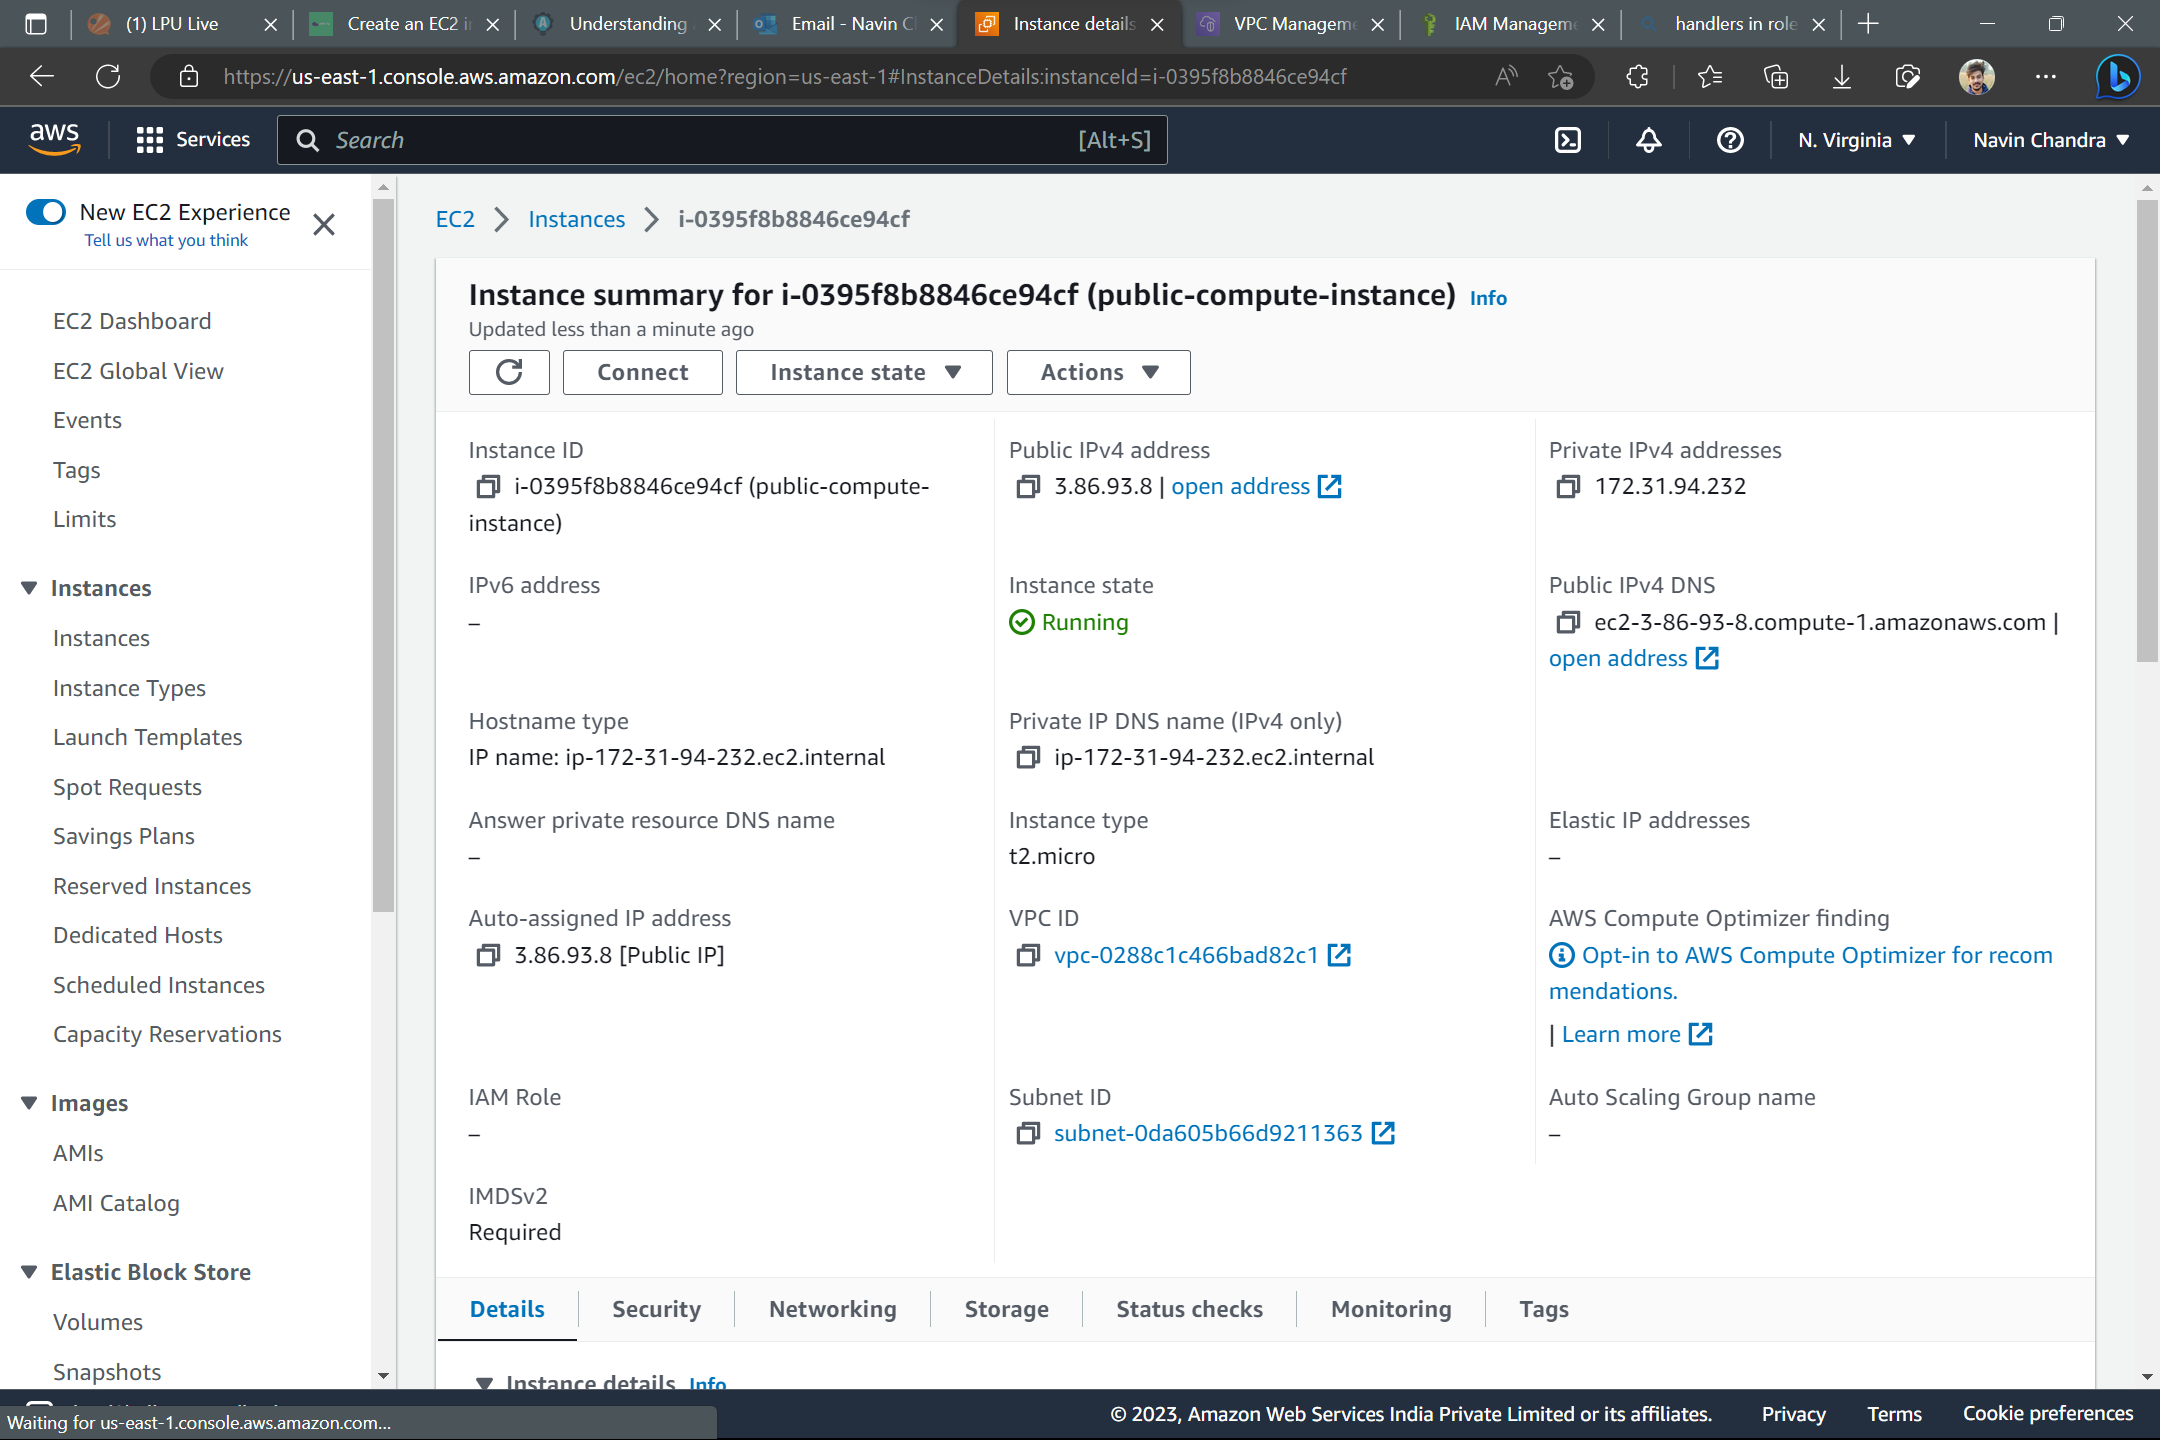 (1) LPU Live
Create an EC2 i
Understanding
Email - Navin C
Instance details
VPC Manageme
IAM Manageme
handlers in role
https://us-east-1.console.aws.amazon.com/ec2/home?region=us-east-1#InstanceDetails:instanceId=i-0395f8b8846ce94cf
aws
Services
Search
[Alt+S]
N. Virginia
Navin Chandra
New EC2 Experience
Tell us what you think
EC2 Dashboard
EC2 Global View
Events
Tags
Limits
Instances
Instances
Instance Types
Launch Templates
Spot Requests
Savings Plans
Reserved Instances
Dedicated Hosts
Scheduled Instances
Capacity Reservations
Images
AMIs
AMI Catalog
Elastic Block Store
Volumes
Snapshots
EC2
Instances
i-0395f8b8846ce94cf
Instance summary for i-0395f8b8846ce94cf (public-compute-instance) Info
Updated less than a minute ago
Connect
Instance state
Actions
Instance ID
i-0395f8b8846ce94cf (public-compute-
instance)
Public IPv4 address
3.86.93.8 | open address
Private IPv4 addresses
172.31.94.232
IPv6 address
–
Instance state
Running
Public IPv4 DNS
ec2-3-86-93-8.compute-1.amazonaws.com |
open address
Hostname type
IP name: ip-172-31-94-232.ec2.internal
Private IP DNS name (IPv4 only)
ip-172-31-94-232.ec2.internal
Answer private resource DNS name
–
Instance type
t2.micro
Elastic IP addresses
–
Auto-assigned IP address
3.86.93.8 [Public IP]
VPC ID
vpc-0288c1c466bad82c1
AWS Compute Optimizer finding
Opt-in to AWS Compute Optimizer for recom
mendations.
| Learn more
IAM Role
–
Subnet ID
subnet-0da605b66d9211363
Auto Scaling Group name
–
IMDSv2
Required
Details
Security
Networking
Storage
Status checks
Monitoring
Tags
Instance details Info
Waiting for us-east-1.console.aws.amazon.com...
© 2023, Amazon Web Services India Private Limited or its affiliates.
Privacy
Terms
Cookie preferences